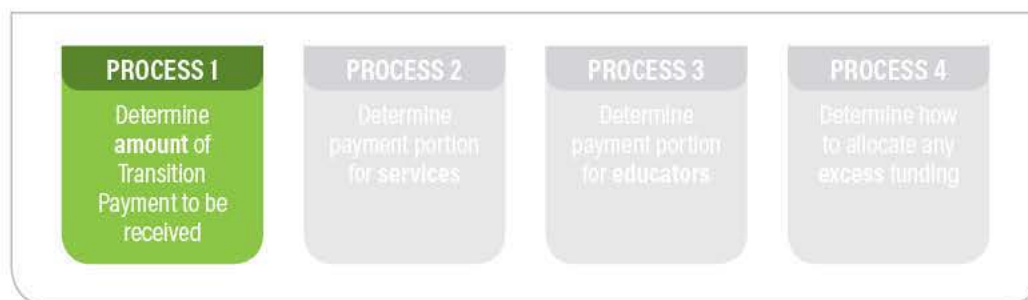 PROCESS 1
Determine
amount of
Transition
Payment to be
received
PROCESS 2
Determine
payment portion
for services
PROCESS 3
Determine
payment portion
for educators
PROCESS 4
Determine how
to allocate any
excess funding